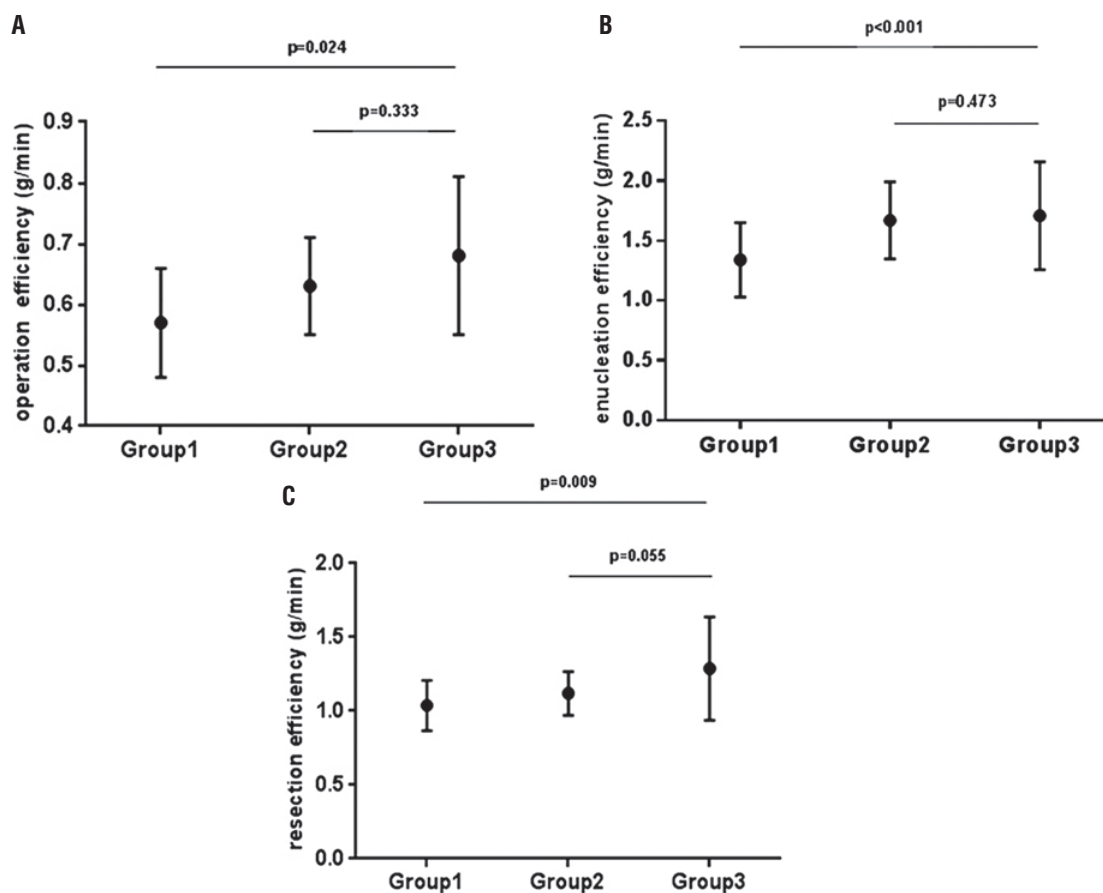 A
p=0.024
p=0.333
operation efficiency (g/min)
0.9
0.8
0.7
0.6
0.5
0.4
Group1 Group2 Group3
B
p<0.001
p=0.473
enucleation efficiency (g/min)
2.5
2.0
1.5
1.0
0.5
0.0
Group1 Group2 Group3
C
p=0.009
p=0.055
resection efficiency (g/min)
2.0
1.5
1.0
0.5
0.0
Group1 Group2 Group3